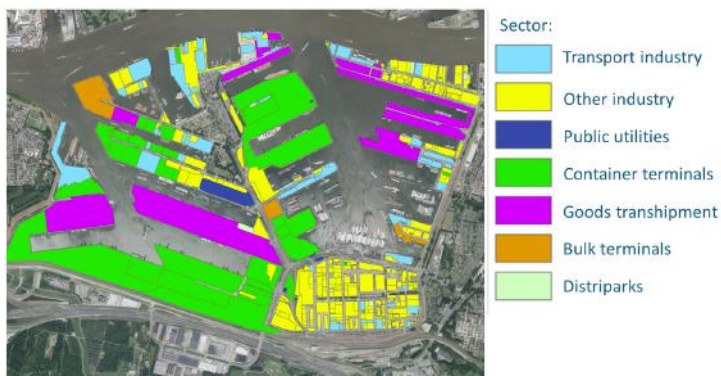 Sector:
Transport industry
Other industry
Public utilities
Container terminals
Goods transhipment
Bulk terminals
Distriparks